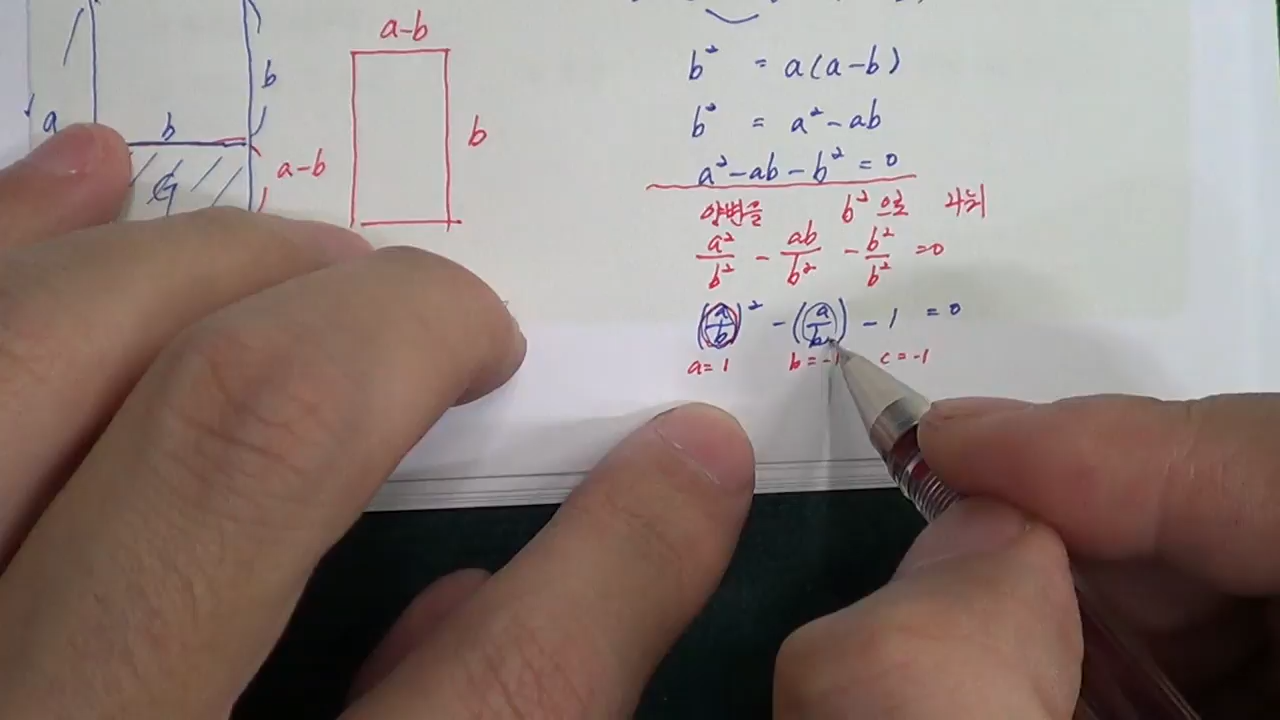 a-b
b
b
b
a
a-b
G
b² = a(a-b)
b² = a²-ab
a²-ab-b²=0
양변을 b²으로 나눠
a²/b² - ab/b² - b²/b² =0
(a/b)² - (a/b) - 1 = 0
a=1 b=-1 c=-1